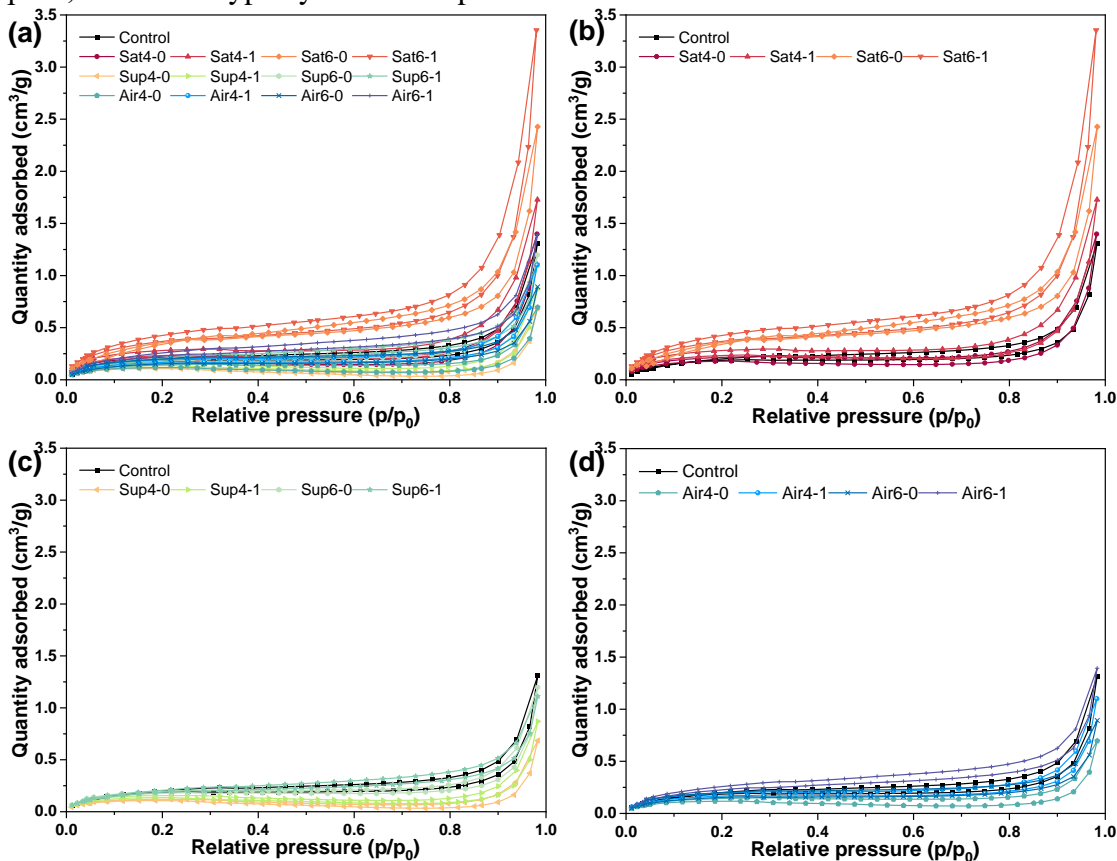 (a)
Control
Sat4-0 Sat4-1 Sat6-0 Sat6-1
Sup4-0 Sup4-1 Sup6-0 Sup6-1
Air4-0 Air4-1 Air6-0 Air6-1
Quantity adsorbed (cm³/g)
3.5
3.0
2.5
2.0
1.5
1.0
0.5
0.0
0.0 0.2 0.4 0.6 0.8 1.0
Relative pressure (p/p₀)
(b)
Control
Sat4-0 Sat4-1 Sat6-0 Sat6-1
Quantity adsorbed (cm³/g)
3.5
3.0
2.5
2.0
1.5
1.0
0.5
0.0
0.0 0.2 0.4 0.6 0.8 1.0
Relative pressure (p/p₀)
(c)
Control
Sup4-0 Sup4-1 Sup6-0 Sup6-1
Quantity adsorbed (cm³/g)
3.5
3.0
2.5
2.0
1.5
1.0
0.5
0.0
0.0 0.2 0.4 0.6 0.8 1.0
Relative pressure (p/p₀)
(d)
Control
Air4-0 Air4-1 Air6-0 Air6-1
Quantity adsorbed (cm³/g)
3.5
3.0
2.5
2.0
1.5
1.0
0.5
0.0
0.0 0.2 0.4 0.6 0.8 1.0
Relative pressure (p/p₀)